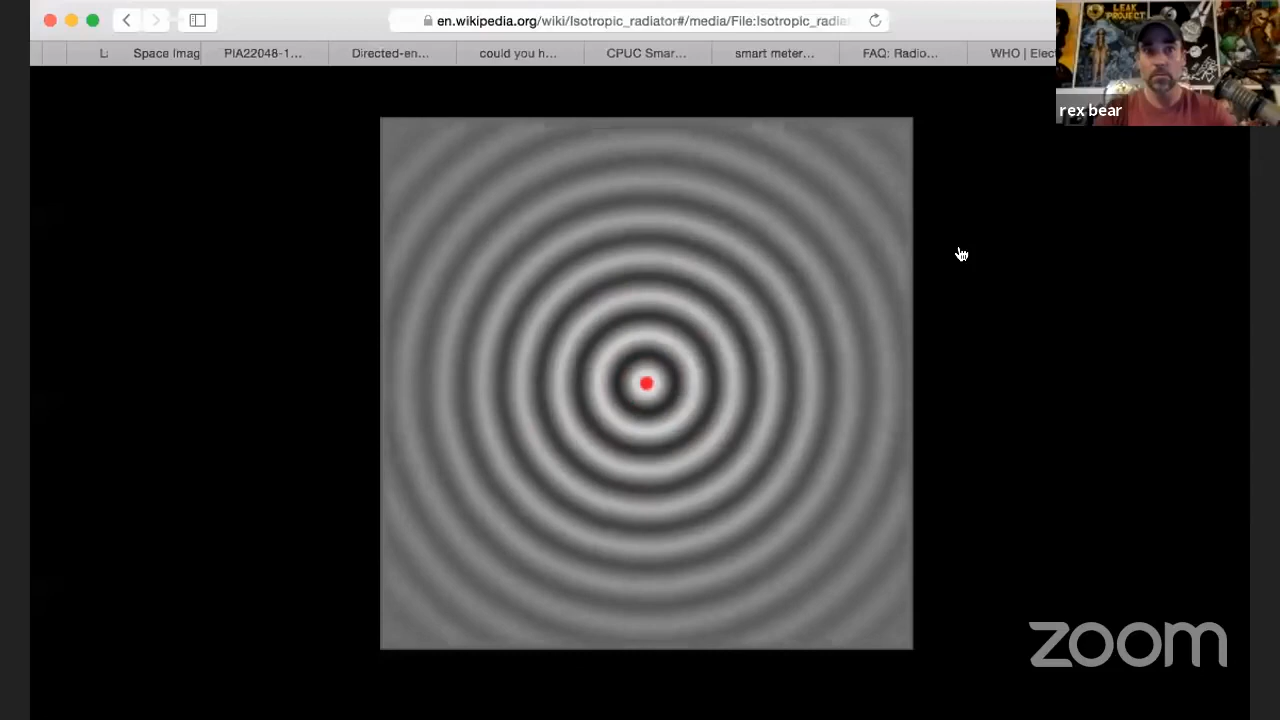 en.wikipedia.org/wiki/Isotropic_radiator#/media/File:Isotropic_radia
Space Imag
PIA22048-1...
Directed-en...
could you h...
CPUC Smar...
smart meter...
FAQ: Radio...
WHO | Elec
LEAK
PROJECT
rex bear
zoom